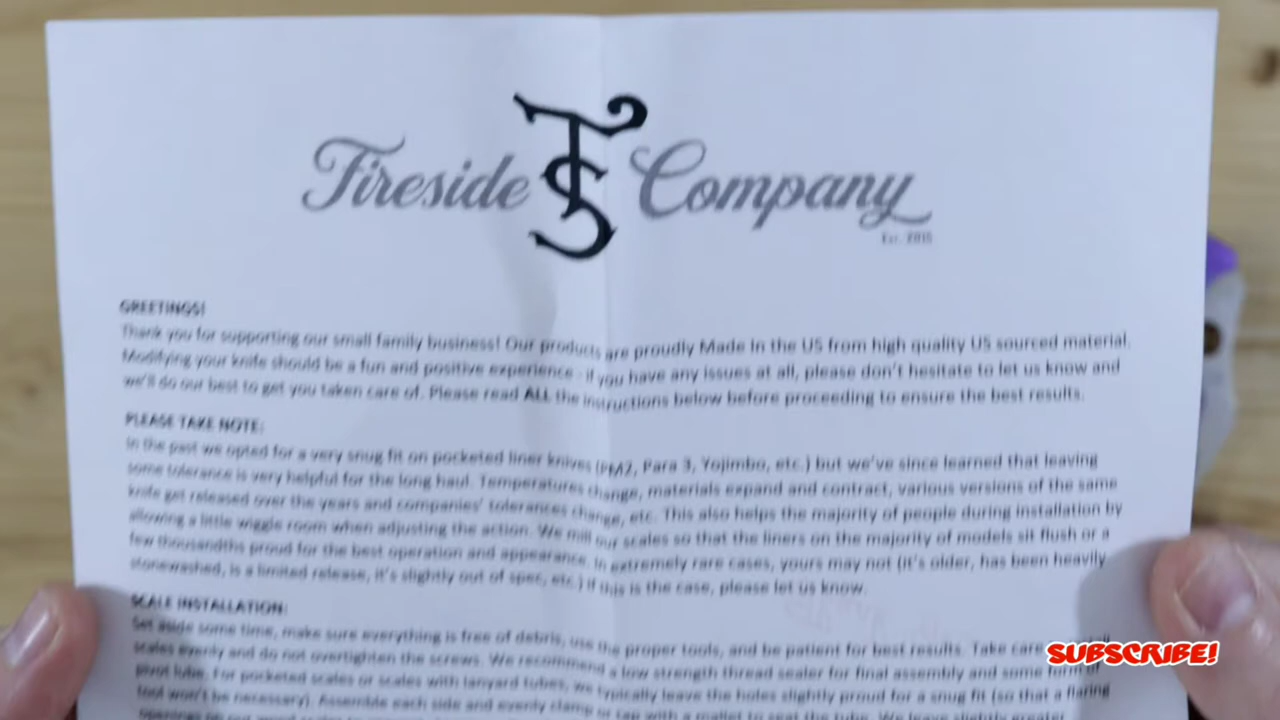 Fireside FS Company
Est. 2015
GREETINGS!
Thank you for supporting our small family business! Our products are proudly Made In the US from high quality US sourced material.
Modifying your knife should be a fun and positive experience - if you have any issues at all, please don't hesitate to let us know and
we'll do our best to get you taken care of. Please read ALL the instructions below before proceeding to ensure the best results.
PLEASE TAKE NOTE:
In the past we opted for a very snug fit on pocketed liner knives (PM2, Para 3, Yojimbo, etc.) but we've since learned that leaving
some tolerance is very helpful for the long haul. Temperatures change, materials expand and contract, various versions of the same
knife get released over the years and companies' tolerances change, etc. This also helps the majority of people during installation by
allowing a little wiggle room when adjusting the action. We mill our scales so that the liners on the majority of models sit flush or a
few thousandths proud for the best operation and appearance. In extremely rare cases, yours may not (it's older, has been heavily
stonewashed, is a limited release, it's slightly out of spec, etc.) If this is the case, please let us know.
SCALE INSTALLATION:
Set aside some time, make sure everything is free of debris, use the proper tools, and be patient for best results. Take care
scales evenly and do not overtighten the screws. We recommend a low strength thread sealer for final assembly and some form of
pivot lube. For pocketed scales or scales with lanyard tubes, we typically leave the holes slightly proud for a snug fit (so that a flaring
tool won't be necessary). Assemble each side and evenly clamp or tap with a mallet to seat the tube. We leave slightly greater
SUBSCRIBE!